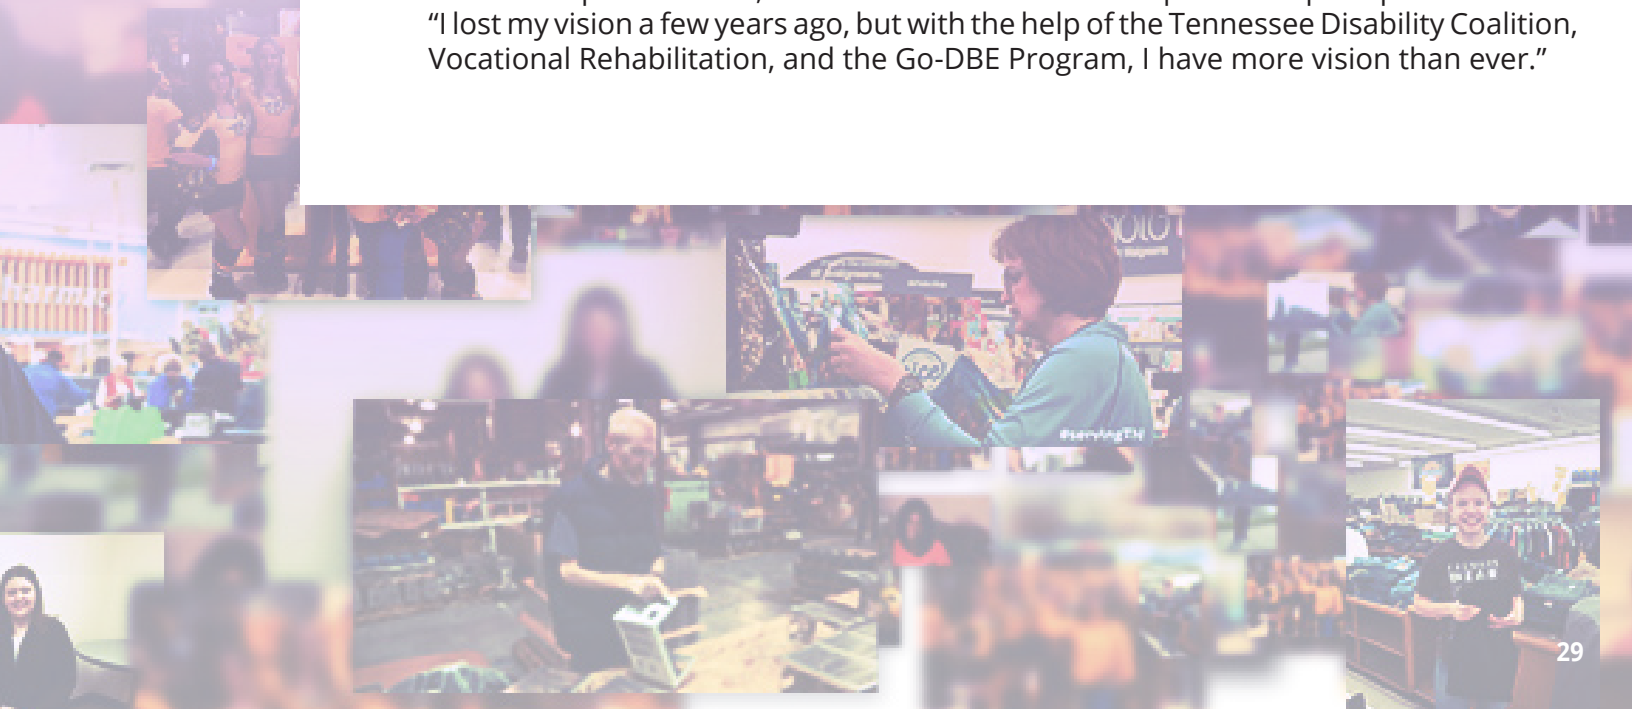 “I lost my vision a few years ago, but with the help of the Tennessee Disability Coalition,
Vocational Rehabilitation, and the Go-DBE Program, I have more vision than ever.”
#servingTN
29